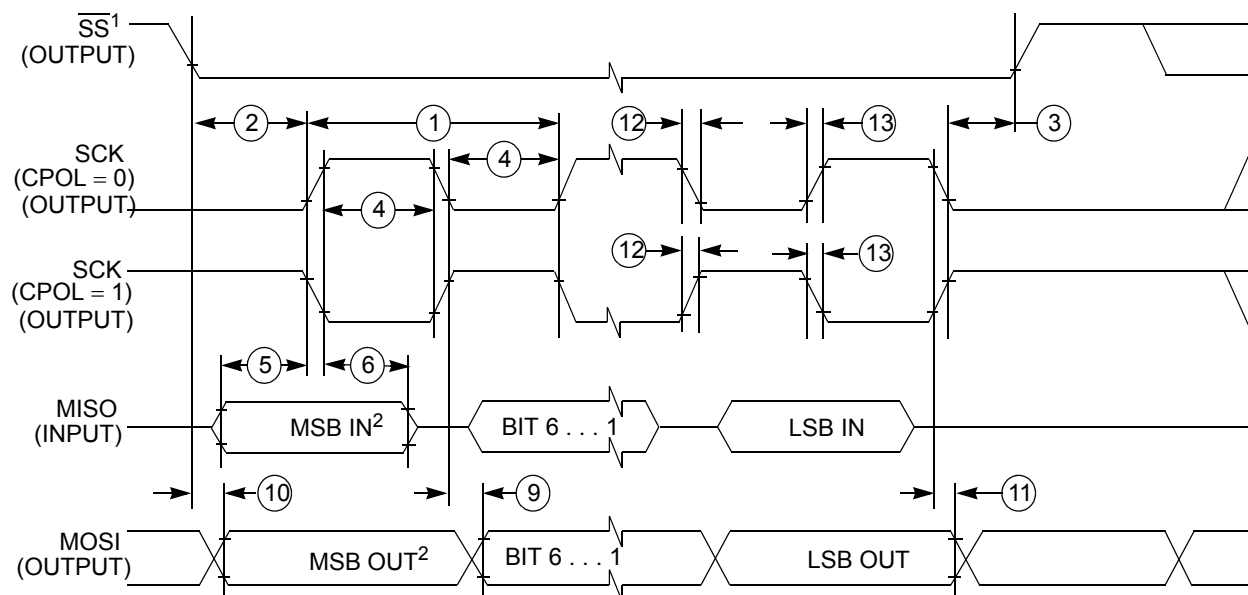 SS¹
(OUTPUT)
2
1
12
13
3
SCK
(CPOL = 0)
(OUTPUT)
4
4
SCK
(CPOL = 1)
(OUTPUT)
12
13
5
6
MISO
(INPUT)
MSB IN²
BIT 6 . . . 1
LSB IN
10
9
11
MOSI
(OUTPUT)
MSB OUT²
BIT 6 . . . 1
LSB OUT